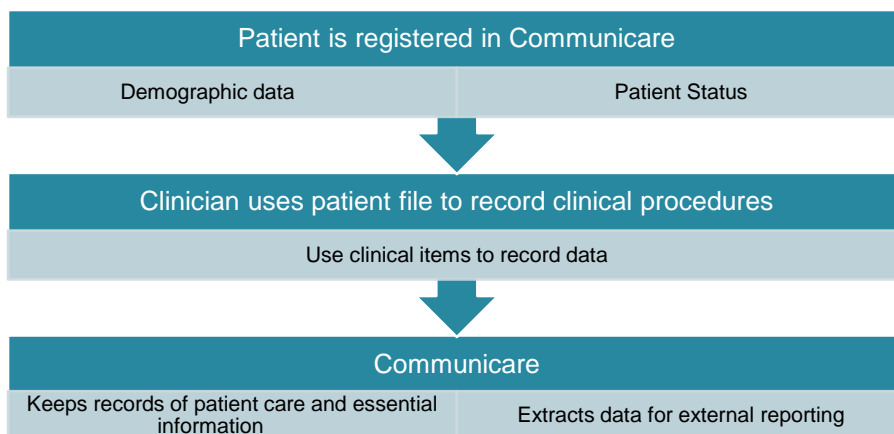 Patient is registered in Communicare
Demographic data
Patient Status
Clinician uses patient file to record clinical procedures
Use clinical items to record data
Communicare
Keeps records of patient care and essential
information
Extracts data for external reporting